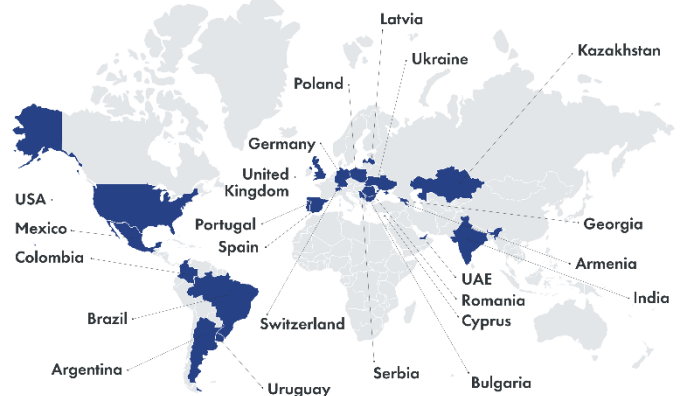 Latvia
Kazakhstan
Ukraine
Poland
Germany
United
Kingdom
USA
Portugal
Georgia
Mexico
Spain
Colombia
Armenia
UAE
India
Romania
Brazil
Switzerland
Cyprus
Argentina
Serbia
Bulgaria
Uruguay